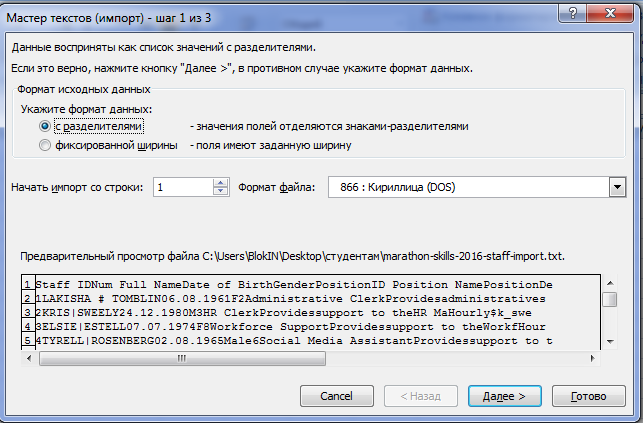 Мастер текстов (импорт) - шаг 1 из 3
Данные восприняты как список значений с разделителями.
Если это верно, нажмите кнопку "Далее >", в противном случае укажите формат данных.
Формат исходных данных
Укажите формат данных:
с разделителями - значения полей отделяются знаками-разделителями
фиксированной ширины - поля имеют заданную ширину
Начать импорт со строки: 1 Формат файла: 866 : Кириллица (DOS)
Предварительный просмотр файла C:\Users\BlokIN\Desktop\студентам\marathon-skills-2016-staff-import.txt.
1 Staff IDNum Full NameDate of BirthGenderPositionID Position NamePositionDe
2 1LAKISHA # TOMBLIN06.08.1961F2Administrative ClerkProvidesadministratives
3 2KRIS|SWEELY24.12.1980M3HR ClerkProvidessupport to theHR MaHourly$k_swe
4 3ELSIE|ESTELL07.07.1974F8Workforce SupportProvidessupport to theWorkfHour
5 4TYRELL|ROSENBERG02.08.1965Male6Social Media AssistantProvidessupport to t
Cancel < Назад Далее > Готово